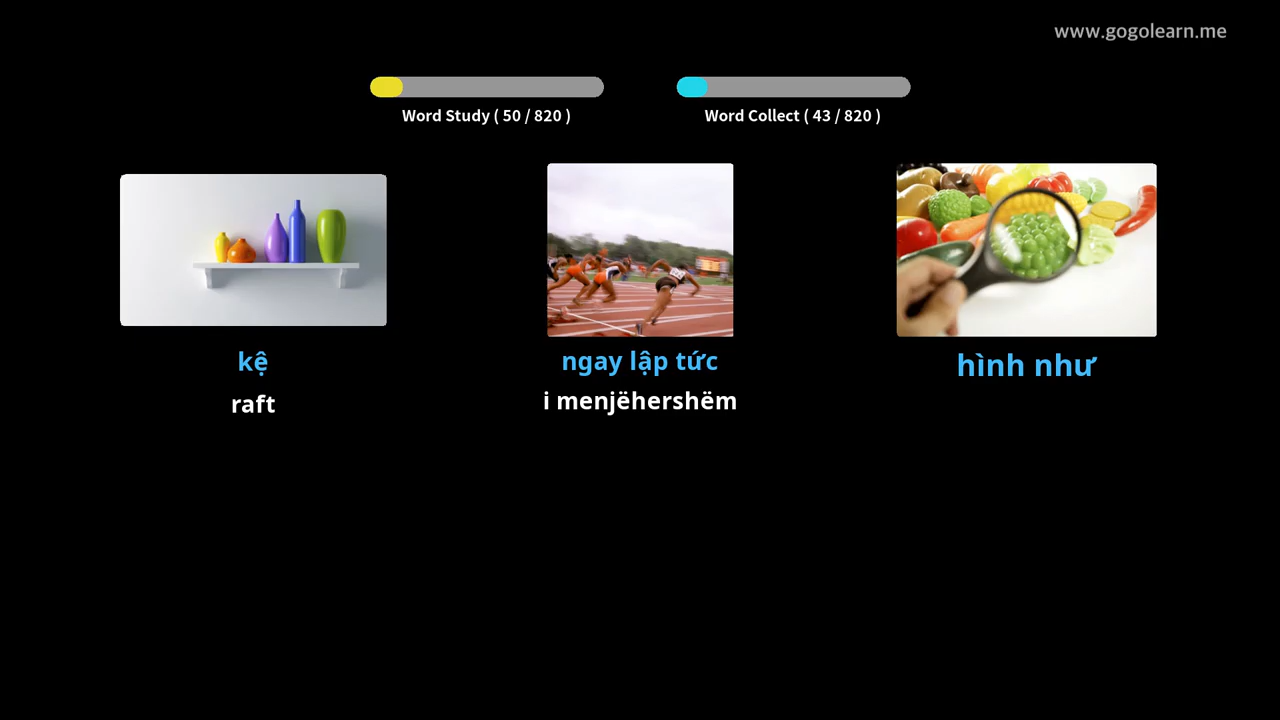 www.gogolearn.me
Word Study ( 50 / 820 )
Word Collect ( 43 / 820 )
kệ
raft
ngay lập tức
i menjëhershëm
hình như